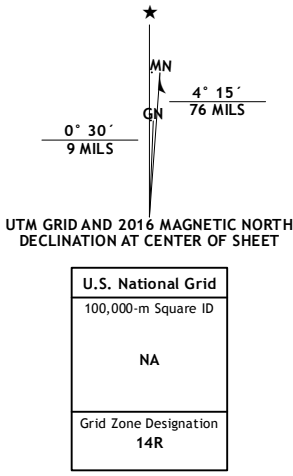 ★
MN
4° 15´
76 MILS
GN
0° 30´
9 MILS
UTM GRID AND 2016 MAGNETIC NORTH
DECLINATION AT CENTER OF SHEET
U.S. National Grid
100,000-m Square ID
NA
Grid Zone Designation
14R